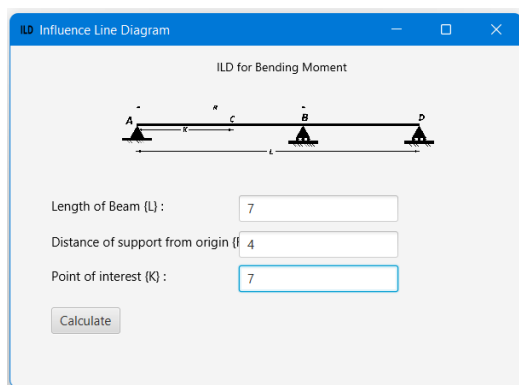 ILD Influence Line Diagram
ILD for Bending Moment
R
A C B D
K
L
Length of Beam {L} : 7
Distance of support from origin { 4
Point of interest {K} : 7
Calculate